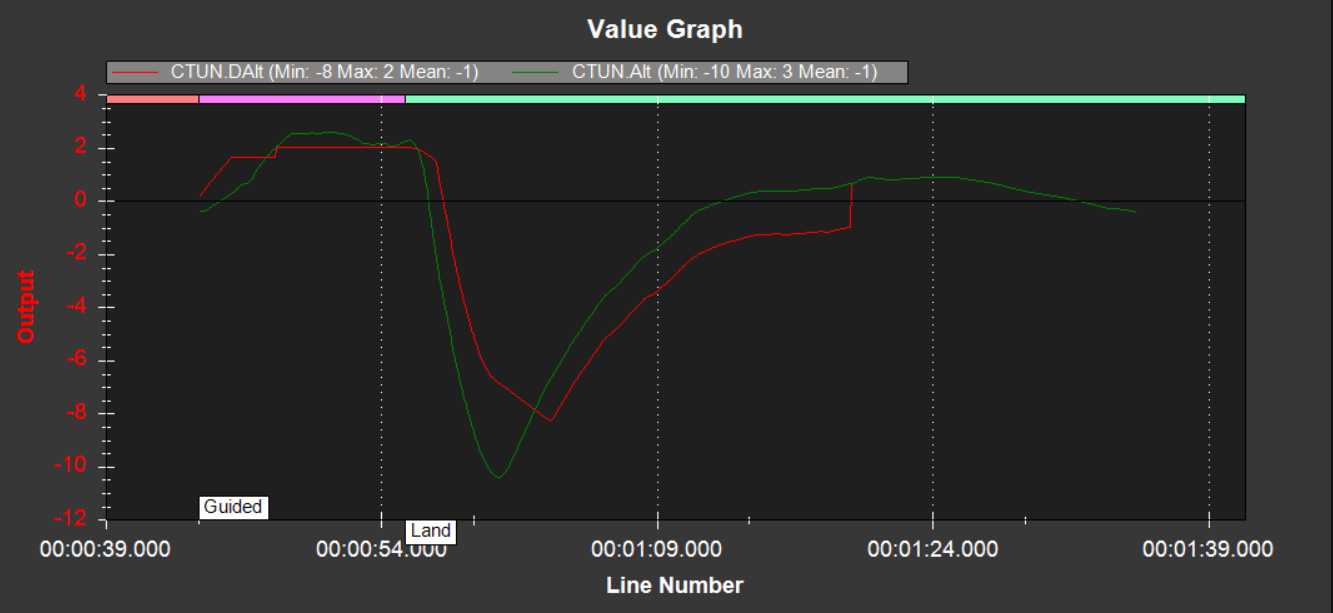 Value Graph
CTUN.DAlt (Min: -8 Max: 2 Mean: -1) CTUN.Alt (Min: -10 Max: 3 Mean: -1)
4
2
0
-2
-4
-6
-8
-10
-12
Output
Guided
Land
00:00:39.000 00:00:54.000 00:01:09.000 00:01:24.000 00:01:39.000
Line Number